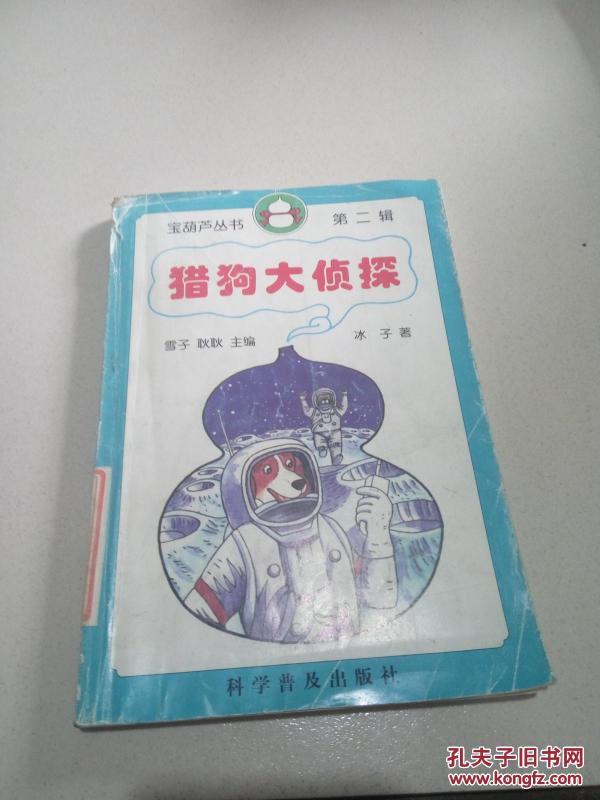 宝葫芦丛书 第二辑
猎狗大侦探
雪子 耿耿 主编 冰子 著
科学普及出版社
孔夫子旧书网
www.kongfz.com